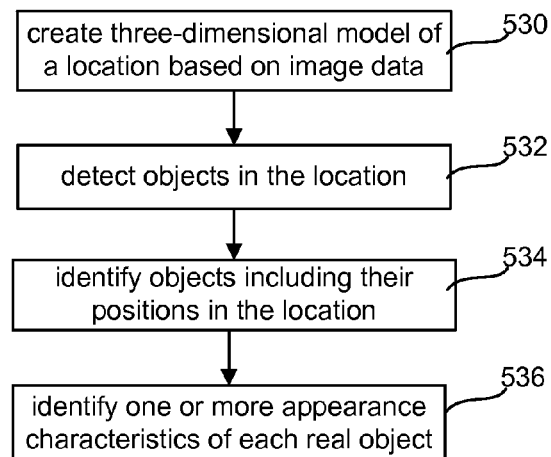 create three-dimensional model of
a location based on image data
530
detect objects in the location
532
identify objects including their
positions in the location
534
identify one or more appearance
characteristics of each real object
536